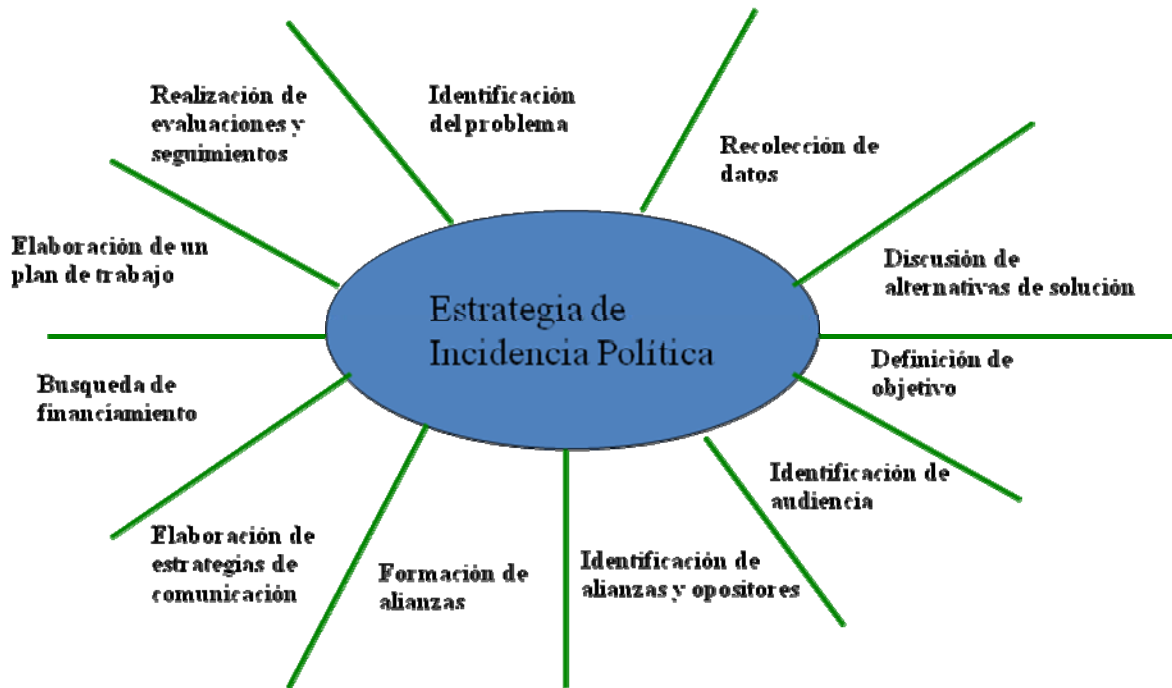 Identificación
del problema
Recolección de
datos
Discusión de
alternativas de solución
Definición de
objetivo
Identificación de
audiencia
Identificación de
alianzas y opositores
Formación de
alianzas
Elaboración de
estrategias de
comunicación
Busqueda de
financiamiento
Elaboración de un
plan de trabajo
Realización de
evaluaciones y
seguimientos
Estrategia de
Incidencia Política